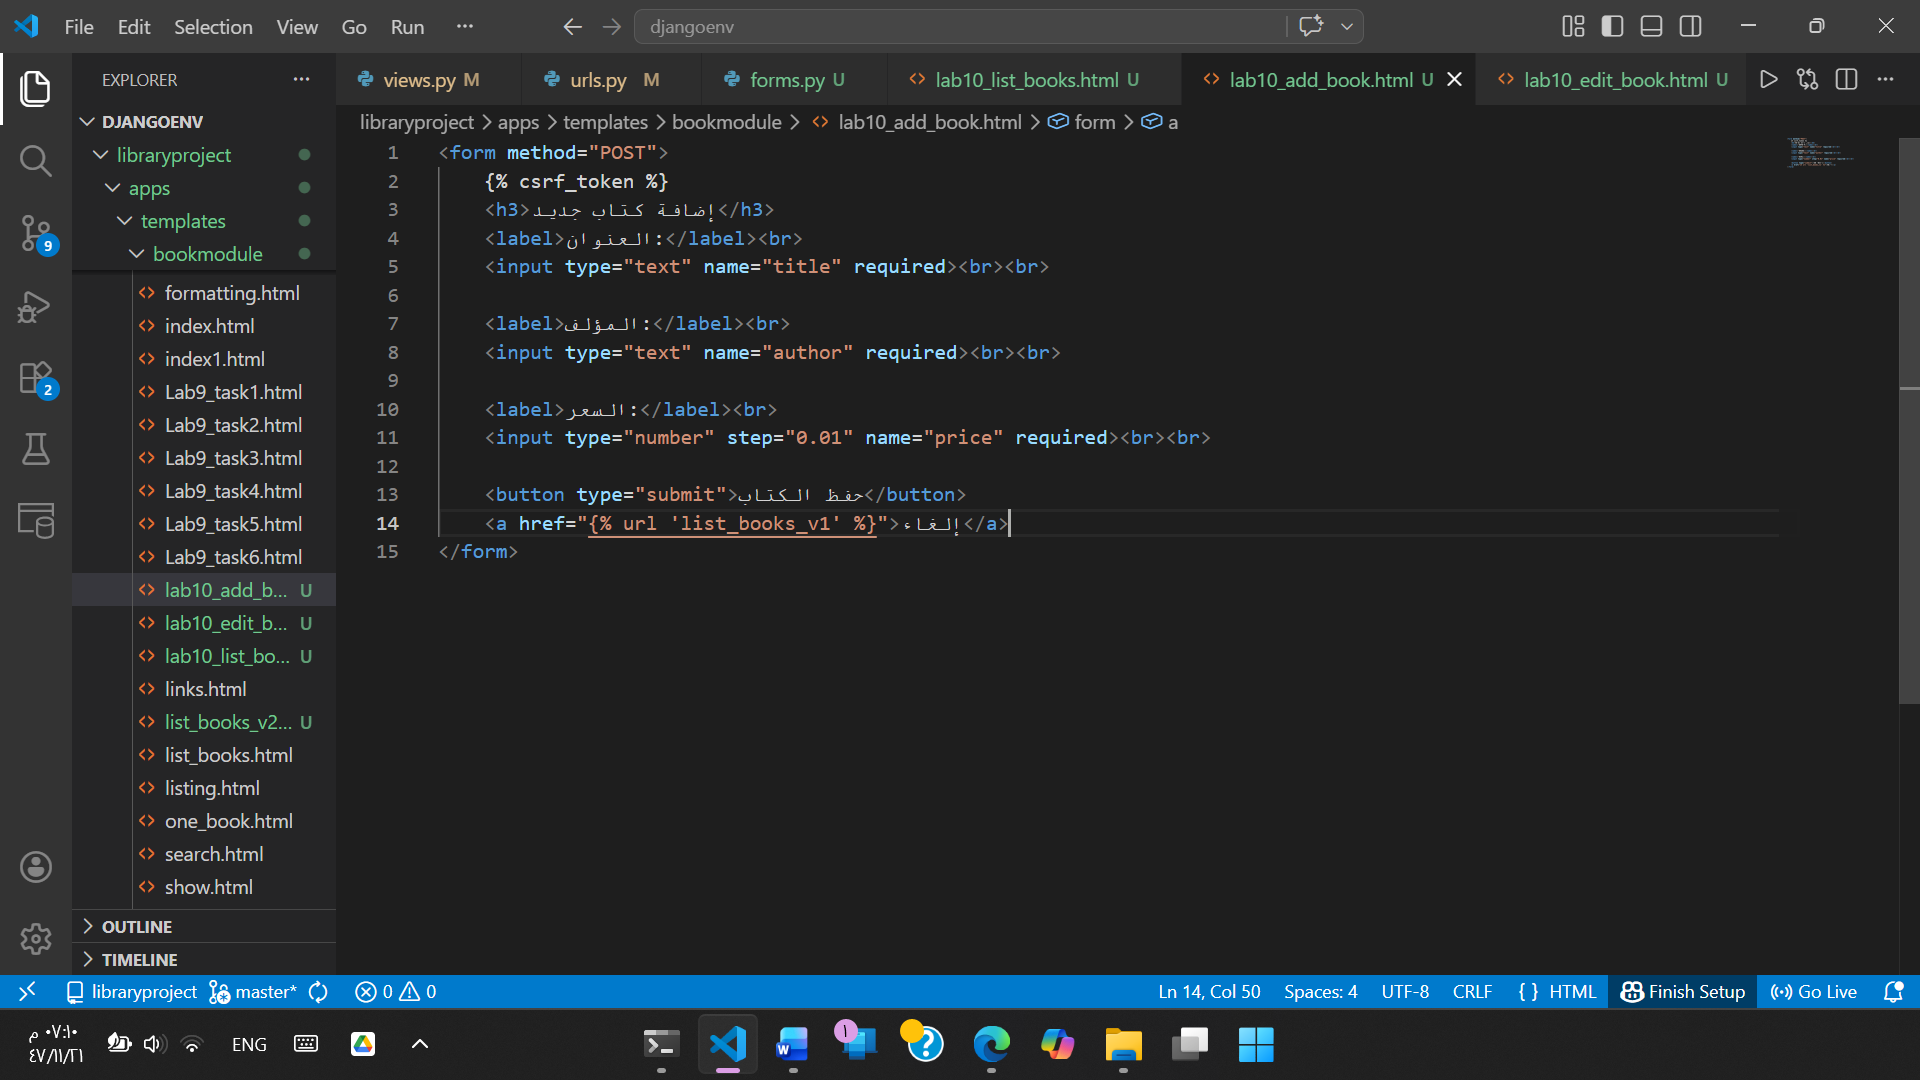 File Edit Selection View Go Run ··· djangoenv
EXPLORER ···
DJANGOENV
libraryproject
apps
templates
bookmodule
formatting.html
index.html
index1.html
Lab9_task1.html
Lab9_task2.html
Lab9_task3.html
Lab9_task4.html
Lab9_task5.html
Lab9_task6.html
lab10_add_b... U
lab10_edit_b... U
lab10_list_bo... U
links.html
list_books_v2... U
list_books.html
listing.html
one_book.html
search.html
show.html
OUTLINE
TIMELINE
9
2
views.py M urls.py M forms.py U lab10_list_books.html U lab10_add_book.html U lab10_edit_book.html U
libraryproject > apps > templates > bookmodule > lab10_add_book.html > form > a
1 <form method="POST">
2 {% csrf_token %}
3 <h3>إضافة كتاب جديد</h3>
4 <label>العنوان:</label><br>
5 <input type="text" name="title" required><br><br>
6
7 <label>المؤلف:</label><br>
8 <input type="text" name="author" required><br><br>
9
10 <label>السعر:</label><br>
11 <input type="number" step="0.01" name="price" required><br><br>
12
13 <button type="submit">حفظ الكتاب</button>
14 <a href="{% url 'list_books_v1' %}">إلغاء</a>
15 </form>
libraryproject master* 0 0 Ln 14, Col 50 Spaces: 4 UTF-8 CRLF { } HTML Finish Setup Go Live
٠٧:١٠ م
٤٧/١١/٢١
ENG
١